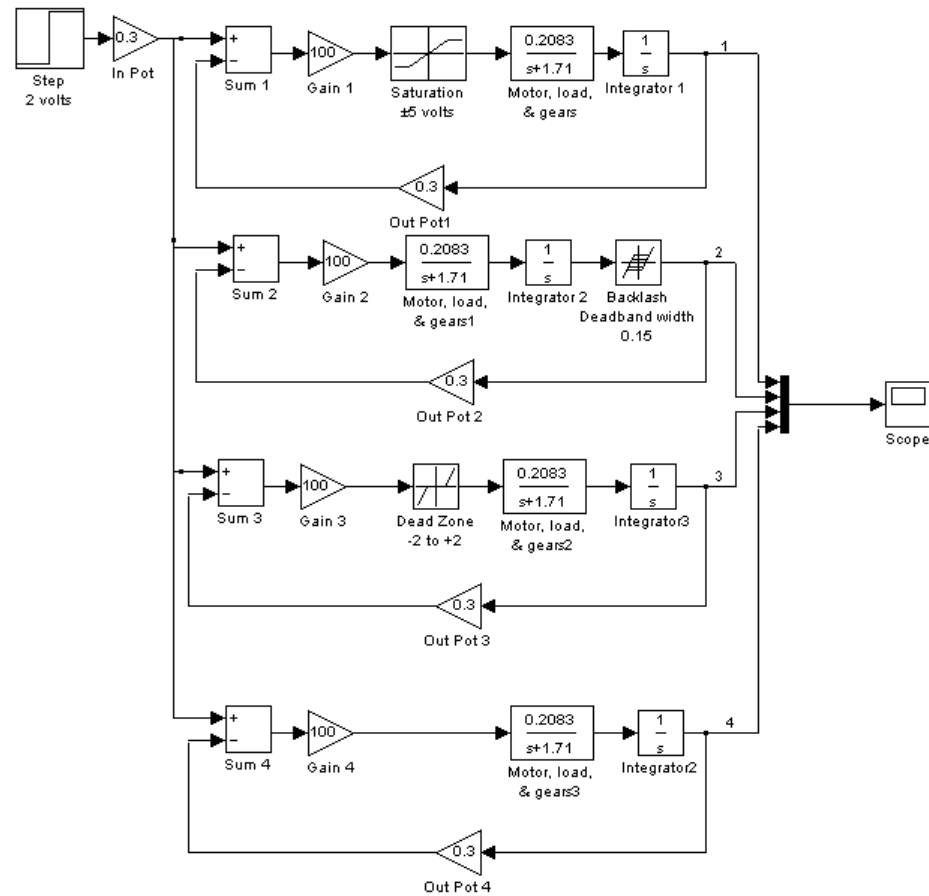 Step
2 volts
0.3
In Pot
+
−
Sum 1
100
Gain 1
Saturation
±5 volts
0.2083
s+1.71
Motor, load,
& gears
1
s
Integrator 1
1
0.3
Out Pot1
+
−
Sum 2
100
Gain 2
0.2083
s+1.71
Motor, load,
& gears1
1
s
Integrator 2
Backlash
Deadband width
0.15
2
0.3
Out Pot 2
Scope
+
−
Sum 3
100
Gain 3
Dead Zone
-2 to +2
0.2083
s+1.71
Motor, load,
& gears2
1
s
Integrator3
3
0.3
Out Pot 3
+
−
Sum 4
100
Gain 4
0.2083
s+1.71
Motor, load,
& gears3
1
s
Integrator2
4
0.3
Out Pot 4